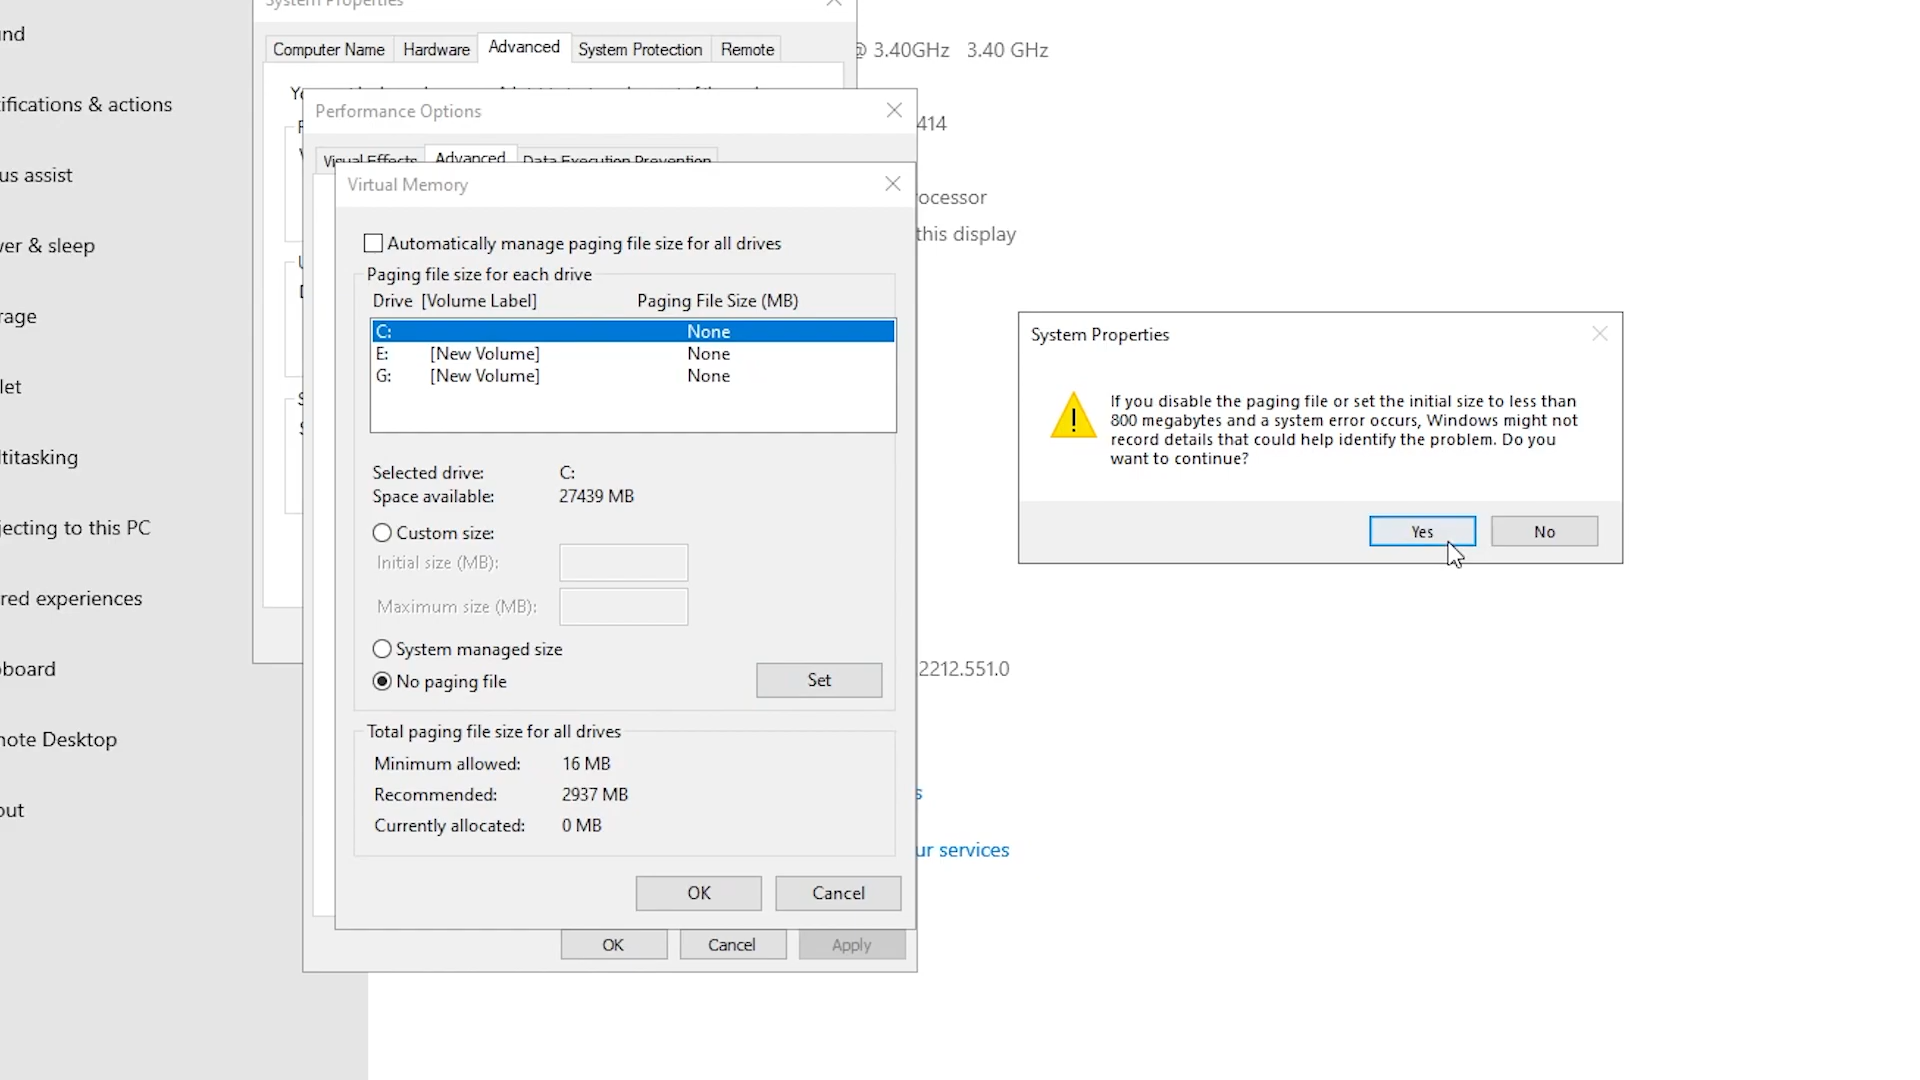 System Properties
Computer Name
Hardware
Advanced
System Protection
Remote
@ 3.40GHz 3.40 GHz
nd
ifications & actions
us assist
er & sleep
rage
let
ltitasking
jecting to this PC
red experiences
board
note Desktop
out
Performance Options
414
Visual Effects
Advanced
Data Execution Prevention
Virtual Memory
ocessor
this display
Automatically manage paging file size for all drives
Paging file size for each drive
Drive [Volume Label] Paging File Size (MB)
C: None
E: [New Volume] None
G: [New Volume] None
Selected drive: C:
Space available: 27439 MB
Custom size:
Initial size (MB):
Maximum size (MB):
System managed size
No paging file
Set
Total paging file size for all drives
Minimum allowed: 16 MB
Recommended: 2937 MB
Currently allocated: 0 MB
OK
Cancel
OK
Cancel
Apply
2212.551.0
s
ur services
System Properties
If you disable the paging file or set the initial size to less than
800 megabytes and a system error occurs, Windows might not
record details that could help identify the problem. Do you
want to continue?
Yes
No